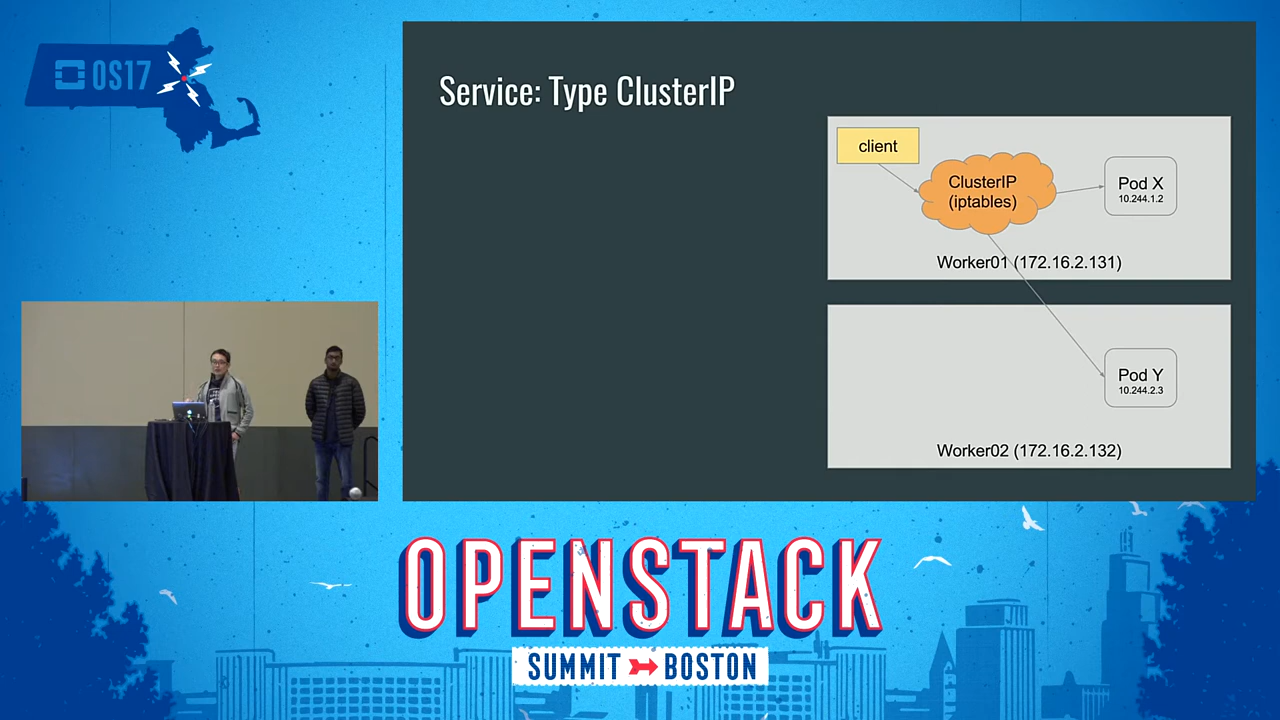 OS17
Service: Type ClusterIP
client
ClusterIP
(iptables)
Pod X
10.244.1.2
Worker01 (172.16.2.131)
Pod Y
10.244.2.3
Worker02 (172.16.2.132)
OPENSTACK
SUMMIT BOSTON